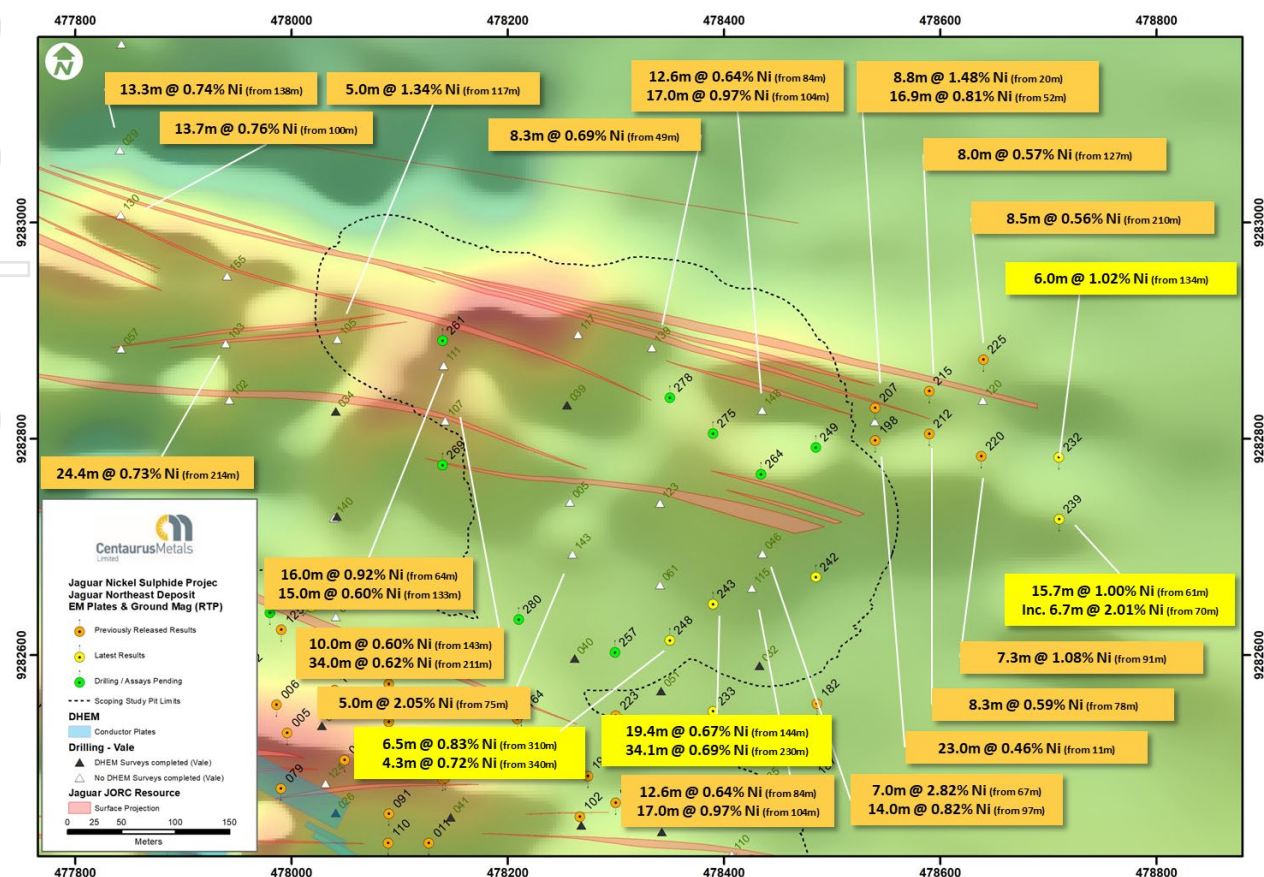 477800
478000
478200
478400
478600
478800
N
9283000
9282800
9282600
9283000
9282800
9282600
13.3m @ 0.74% Ni (from 138m)
13.7m @ 0.76% Ni (from 100m)
5.0m @ 1.34% Ni (from 117m)
8.3m @ 0.69% Ni (from 49m)
12.6m @ 0.64% Ni (from 84m)
17.0m @ 0.97% Ni (from 104m)
8.8m @ 1.48% Ni (from 20m)
16.9m @ 0.81% Ni (from 52m)
8.0m @ 0.57% Ni (from 127m)
8.5m @ 0.56% Ni (from 210m)
6.0m @ 1.02% Ni (from 134m)
029
130
155
057
103
102
105
034
261
111
107
269
117
039
138
278
275
148
264
249
207
198
215
212
225
120
220
232
239
140
005
143
123
061
046
115
242
243
248
257
280
040
051
032
233
223
182
24.4m @ 0.73% Ni (from 214m)
16.0m @ 0.92% Ni (from 64m)
15.0m @ 0.60% Ni (from 133m)
10.0m @ 0.60% Ni (from 143m)
34.0m @ 0.62% Ni (from 211m)
5.0m @ 2.05% Ni (from 75m)
6.5m @ 0.83% Ni (from 310m)
4.3m @ 0.72% Ni (from 340m)
19.4m @ 0.67% Ni (from 144m)
34.1m @ 0.69% Ni (from 230m)
12.6m @ 0.64% Ni (from 84m)
17.0m @ 0.97% Ni (from 104m)
7.0m @ 2.82% Ni (from 67m)
14.0m @ 0.82% Ni (from 97m)
23.0m @ 0.46% Ni (from 11m)
8.3m @ 0.59% Ni (from 78m)
7.3m @ 1.08% Ni (from 91m)
15.7m @ 1.00% Ni (from 61m)
Inc. 6.7m @ 2.01% Ni (from 70m)
006
005
079
026
091
110
011
041
102
110
CentaurusMetals
Limited
Jaguar Nickel Sulphide Projec
Jaguar Northeast Deposit
EM Plates & Ground Mag (RTP)
Previously Released Results
Latest Results
Drilling / Assays Pending
Scoping Study Pit Limits
DHEM
Conductor Plates
Drilling - Vale
DHEM Surveys completed (Vale)
No DHEM Surveys completed (Vale)
Jaguar JORC Resource
Surface Projection
0 25 50 100 150
Meters
477800
478000
478200
478400
478600
478800